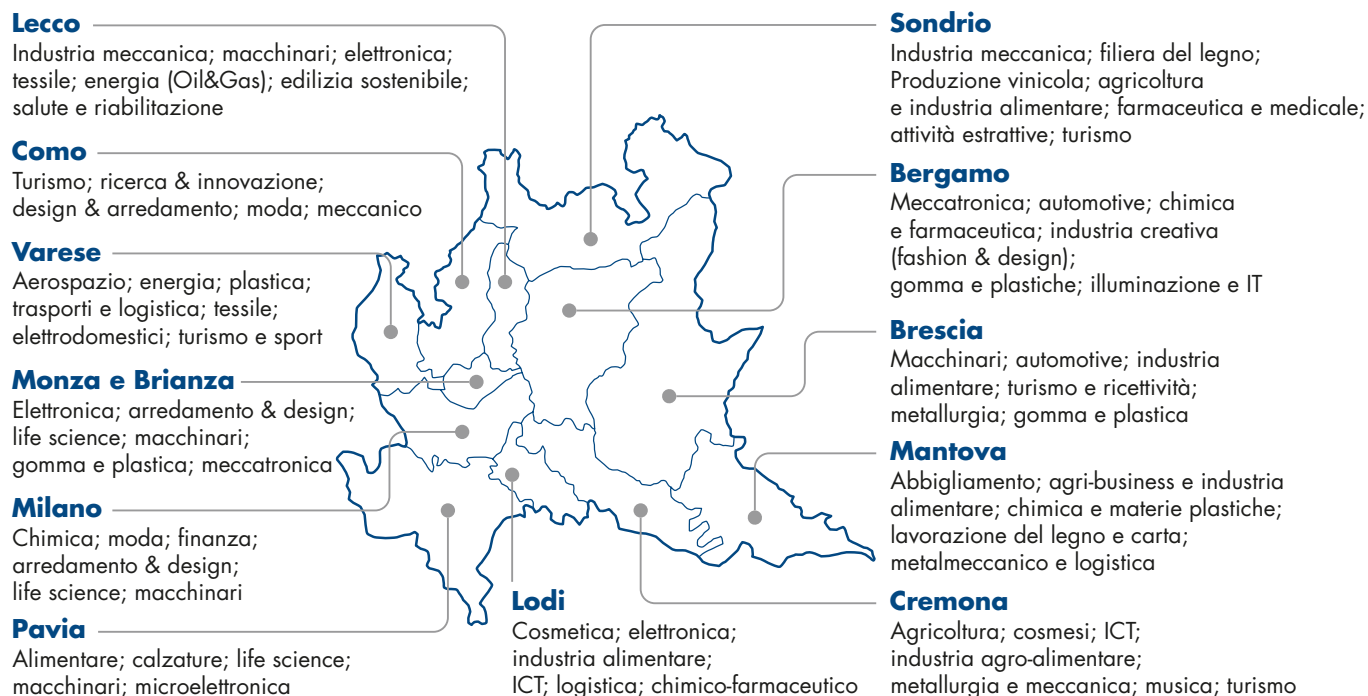 Lecco
Industria meccanica; macchinari; elettronica;
tessile; energia (Oil&Gas); edilizia sostenibile;
salute e riabilitazione
Como
Turismo; ricerca & innovazione;
design & arredamento; moda; meccanico
Varese
Aerospazio; energia; plastica;
trasporti e logistica; tessile;
elettrodomestici; turismo e sport
Monza e Brianza
Elettronica; arredamento & design;
life science; macchinari;
gomma e plastica; meccatronica
Milano
Chimica; moda; finanza;
arredamento & design;
life science; macchinari
Pavia
Alimentare; calzature; life science;
macchinari; microelettronica
Lodi
Cosmetica; elettronica;
industria alimentare;
ICT; logistica; chimico-farmaceutico
Sondrio
Industria meccanica; filiera del legno;
Produzione vinicola; agricoltura
e industria alimentare; farmaceutica e medicale;
attività estrattive; turismo
Bergamo
Meccatronica; automotive; chimica
e farmaceutica; industria creativa
(fashion & design);
gomma e plastiche; illuminazione e IT
Brescia
Macchinari; automotive; industria
alimentare; turismo e ricettività;
metallurgia; gomma e plastica
Mantova
Abbigliamento; agri-business e industria
alimentare; chimica e materie plastiche;
lavorazione del legno e carta;
metalmeccanico e logistica
Cremona
Agricoltura; cosmesi; ICT;
industria agro-alimentare;
metallurgia e meccanica; musica; turismo